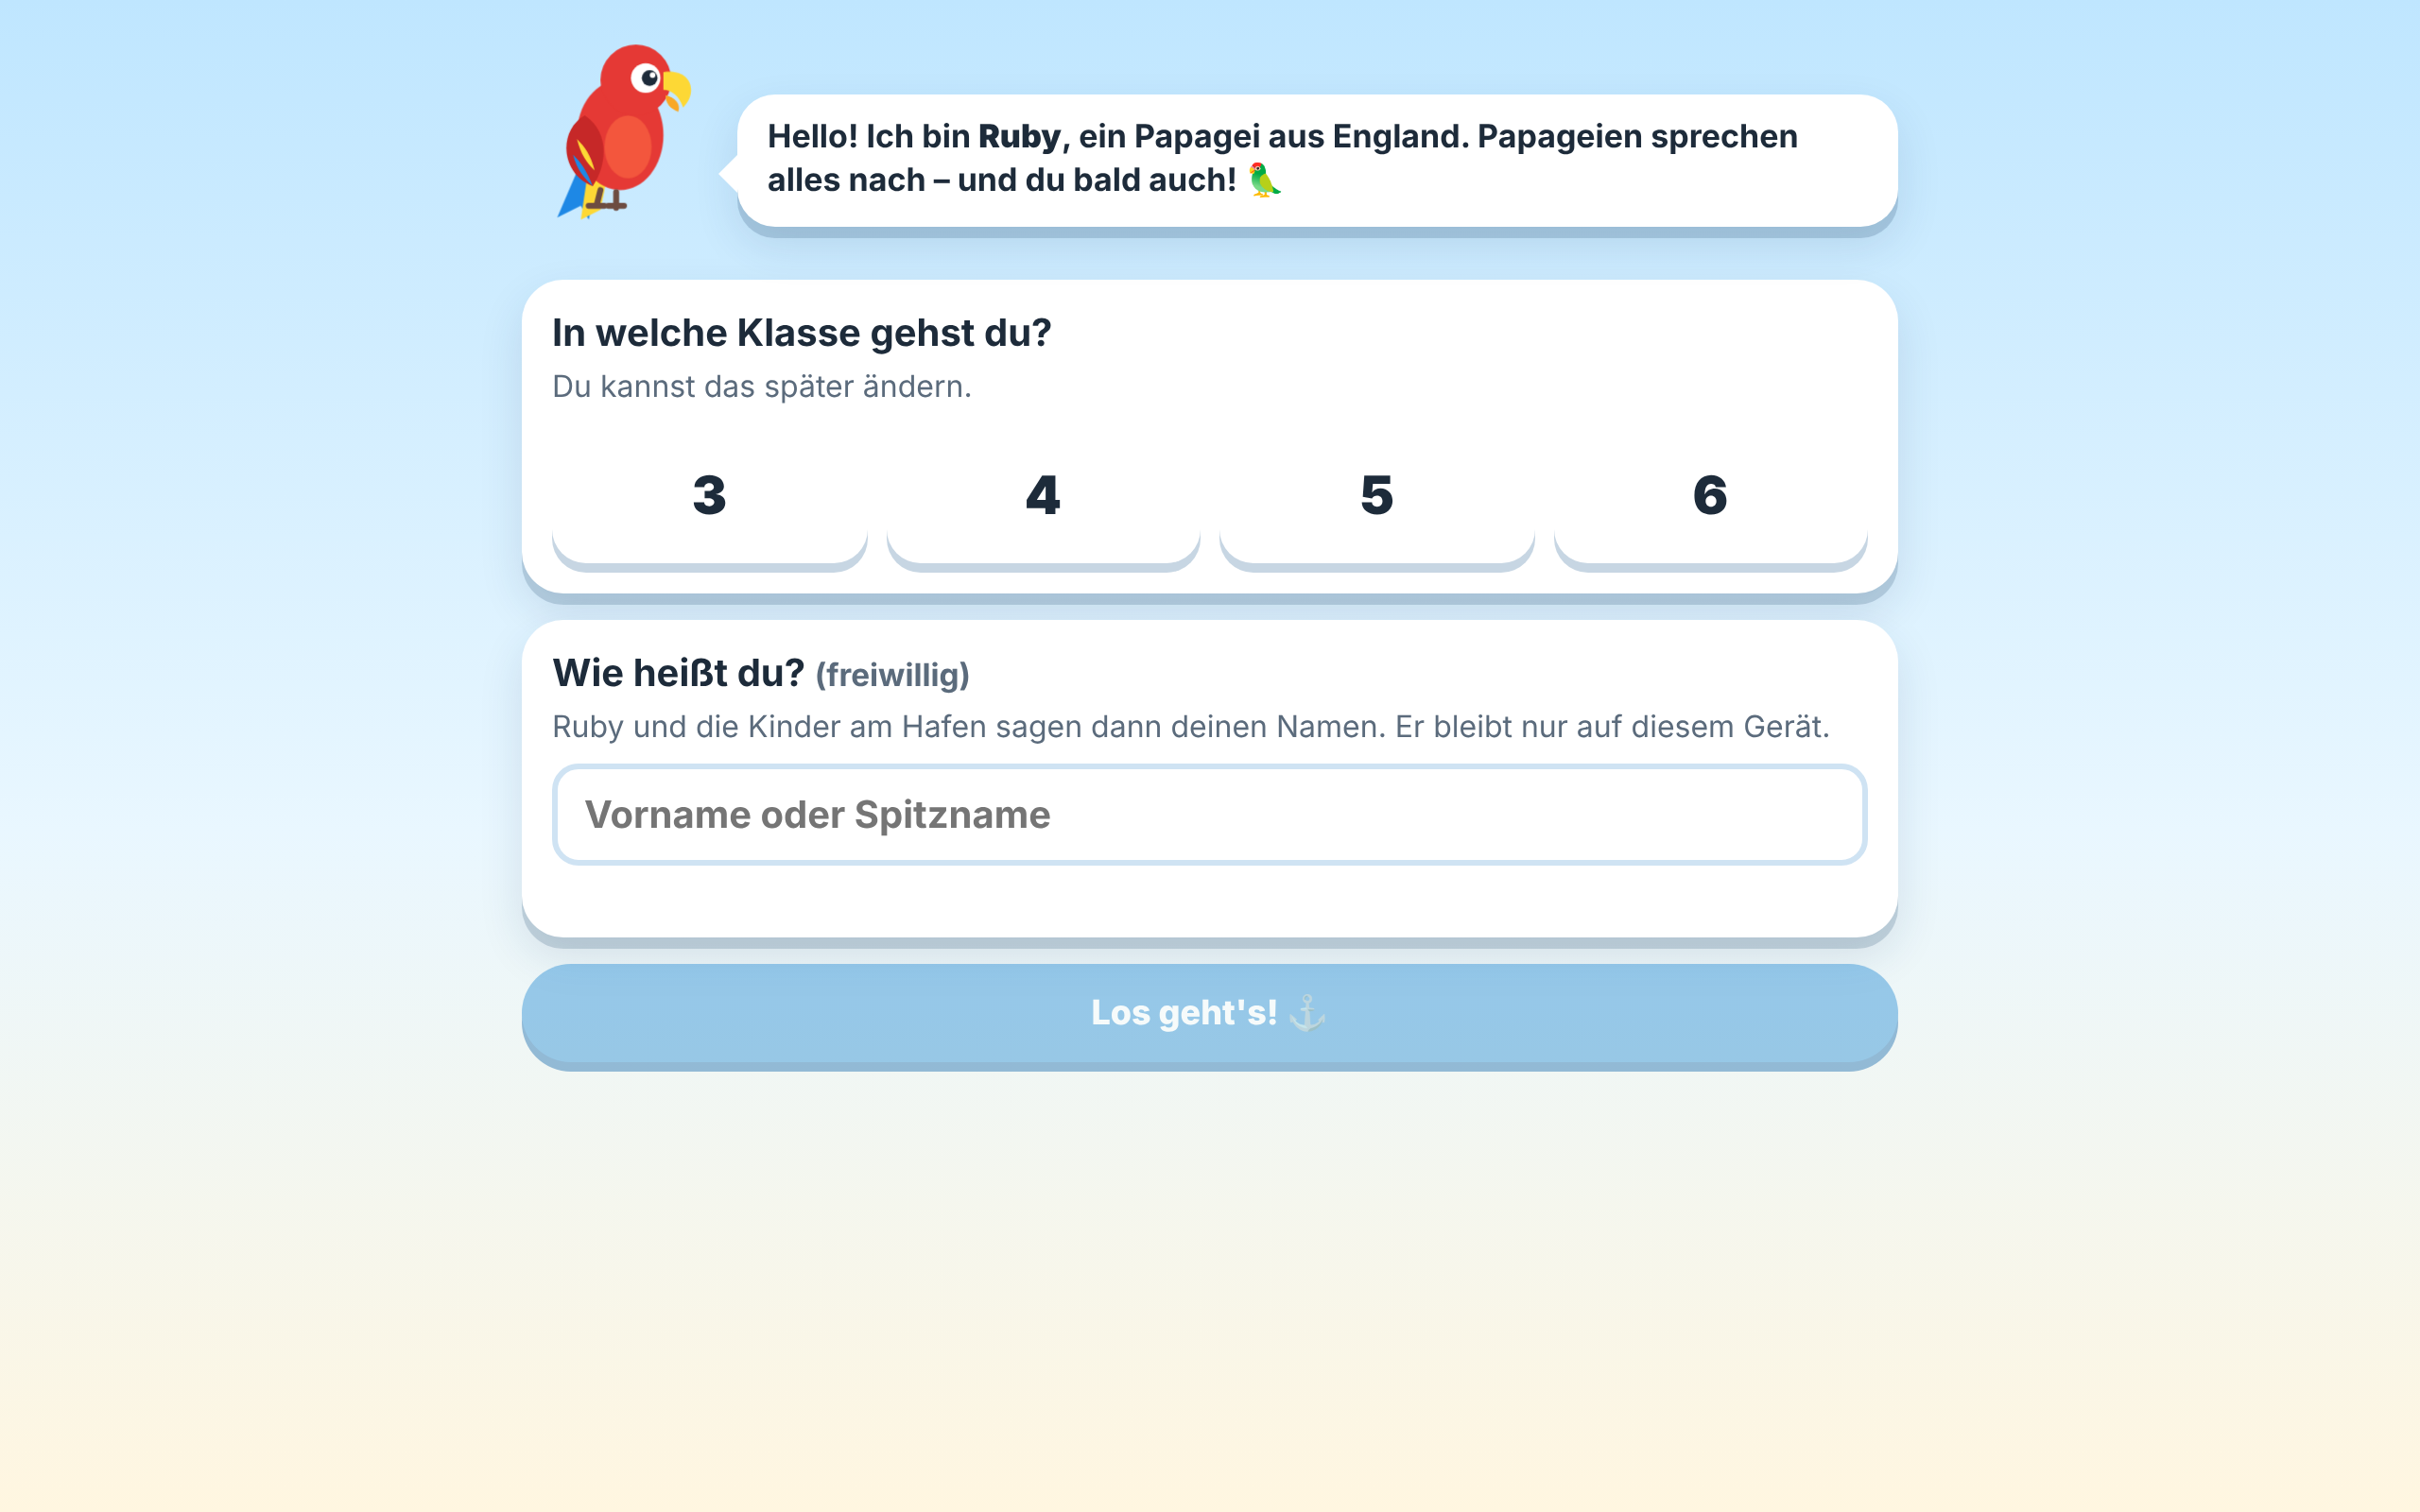 Hello! Ich bin Ruby, ein Papagei aus England. Papageien sprechen
alles nach – und du bald auch! 🦜
In welche Klasse gehst du?
Du kannst das später ändern.
3 4 5 6
Wie heißt du? (freiwillig)
Ruby und die Kinder am Hafen sagen dann deinen Namen. Er bleibt nur auf diesem Gerät.
Vorname oder Spitzname
Los geht's! ⚓